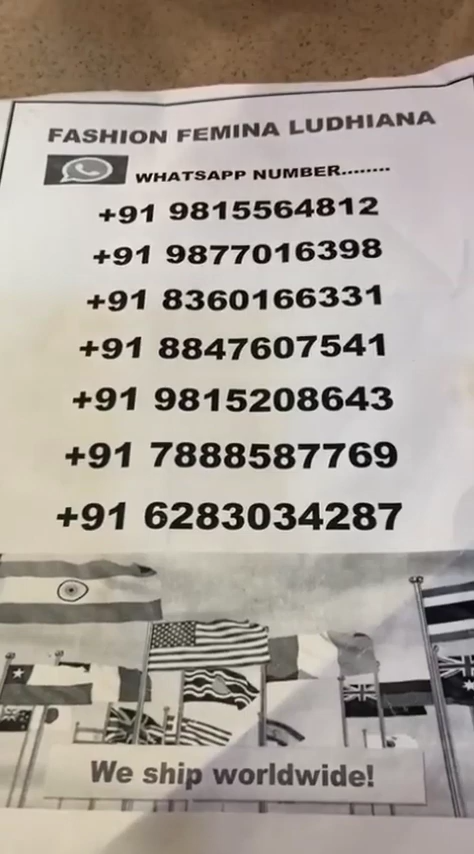 FASHION FEMINA LUDHIANA
WHATSAPP NUMBER........
+91 9815564812
+91 9877016398
+91 8360166331
+91 8847607541
+91 9815208643
+91 7888587769
+91 6283034287
We ship worldwide!